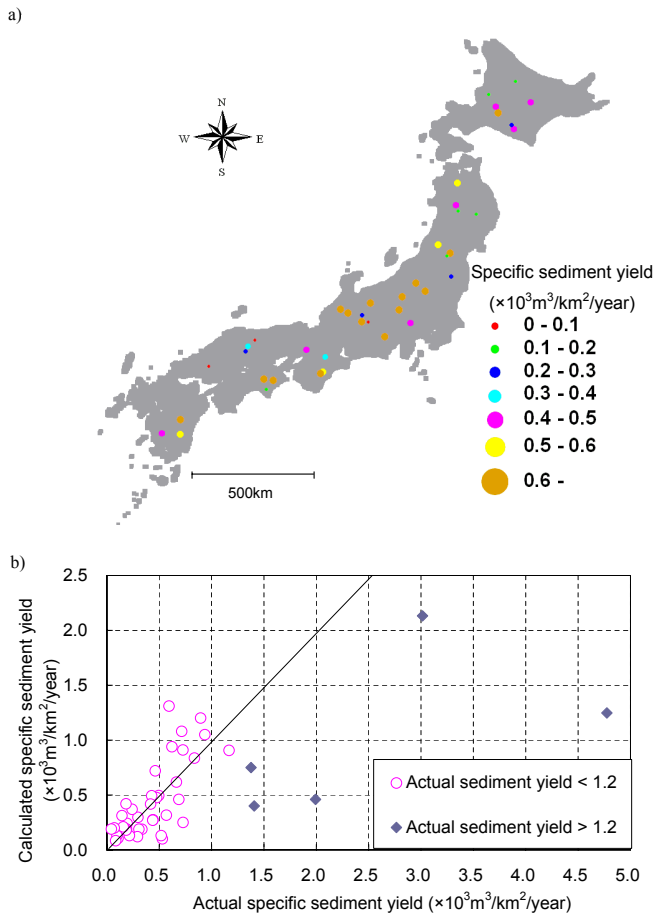 a)
N
W E
S
Specific sediment yield
(×10³m³/km²/year)
0 - 0.1
0.1 - 0.2
0.2 - 0.3
0.3 - 0.4
0.4 - 0.5
0.5 - 0.6
0.6 -
500km
b)
Calculated specific sediment yield
(×10³m³/km²/year)
2.5
2.0
1.5
1.0
0.5
0.0
Actual sediment yield < 1.2
Actual sediment yield > 1.2
0.0 0.5 1.0 1.5 2.0 2.5 3.0 3.5 4.0 4.5 5.0
Actual specific sediment yield (×10³m³/km²/year)